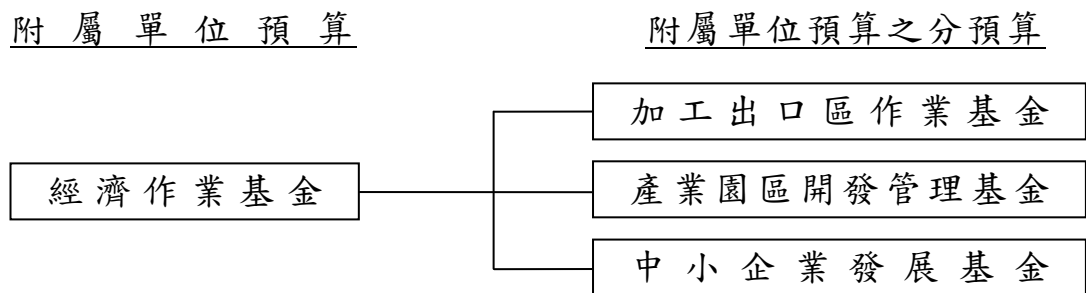 附屬單位預算
附屬單位預算之分預算
加工出口區作業基金
經濟作業基金
產業園區開發管理基金
中小企業發展基金